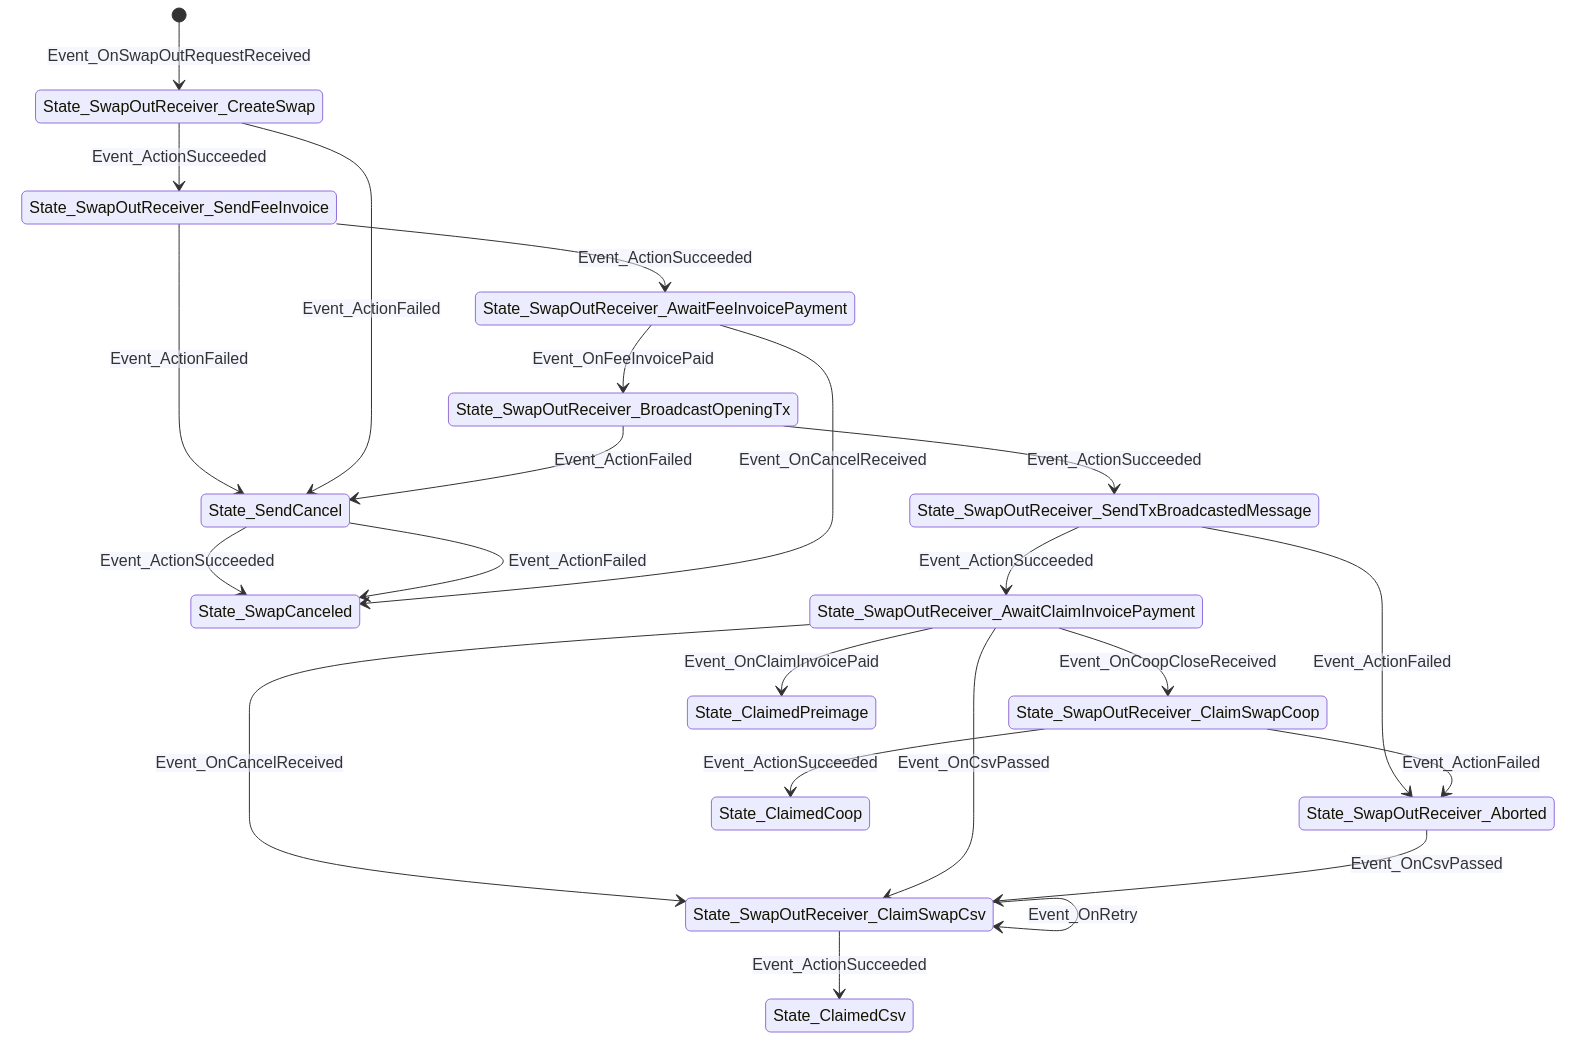 Event_OnSwapOutRequestReceived
State_SwapOutReceiver_CreateSwap
Event_ActionSucceeded
State_SwapOutReceiver_SendFeeInvoice
Event_ActionSucceeded
Event_ActionFailed
State_SwapOutReceiver_AwaitFeeInvoicePayment
Event_ActionFailed
Event_OnFeeInvoicePaid
State_SwapOutReceiver_BroadcastOpeningTx
Event_ActionFailed
Event_OnCancelReceived
Event_ActionSucceeded
State_SendCancel
State_SwapOutReceiver_SendTxBroadcastedMessage
Event_ActionSucceeded
Event_ActionFailed
Event_ActionSucceeded
State_SwapCanceled
State_SwapOutReceiver_AwaitClaimInvoicePayment
Event_OnClaimInvoicePaid
Event_OnCoopCloseReceived
Event_ActionFailed
State_ClaimedPreimage
State_SwapOutReceiver_ClaimSwapCoop
Event_OnCancelReceived
Event_ActionSucceeded
Event_OnCsvPassed
Event_ActionFailed
State_ClaimedCoop
State_SwapOutReceiver_Aborted
Event_OnCsvPassed
State_SwapOutReceiver_ClaimSwapCsv
Event_OnRetry
Event_ActionSucceeded
State_ClaimedCsv